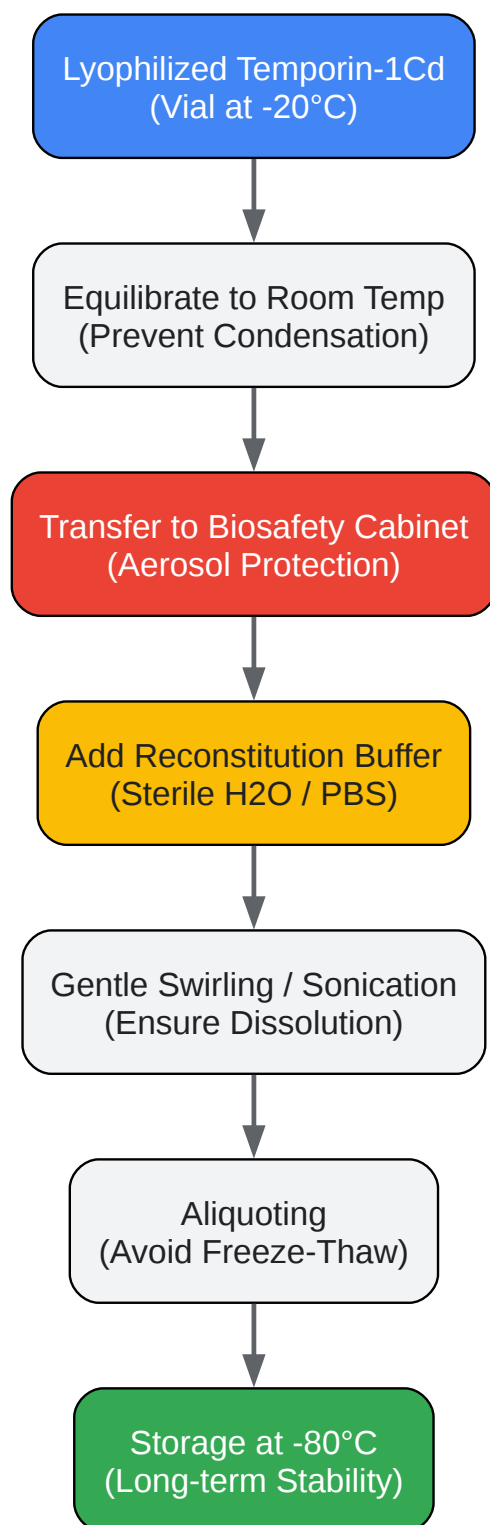 Lyophilized Temporin-1Cd
(Vial at -20°C)
Equilibrate to Room Temp
(Prevent Condensation)
Transfer to Biosafety Cabinet
(Aerosol Protection)
Add Reconstitution Buffer
(Sterile H2O / PBS)
Gentle Swirling / Sonication
(Ensure Dissolution)
Aliquoting
(Avoid Freeze-Thaw)
Storage at -80°C
(Long-term Stability)